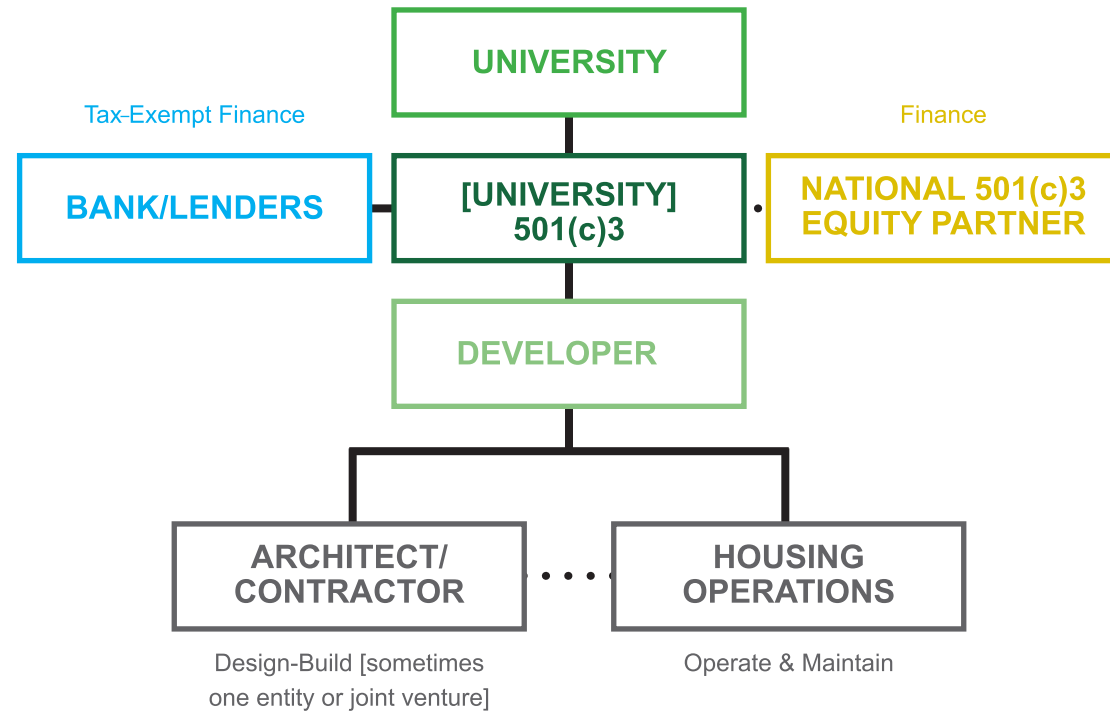 UNIVERSITY
Tax-Exempt Finance
Finance
BANK/LENDERS
[UNIVERSITY]
501(c)3
NATIONAL 501(c)3
EQUITY PARTNER
DEVELOPER
ARCHITECT/
CONTRACTOR
HOUSING
OPERATIONS
Design-Build [sometimes
one entity or joint venture]
Operate & Maintain